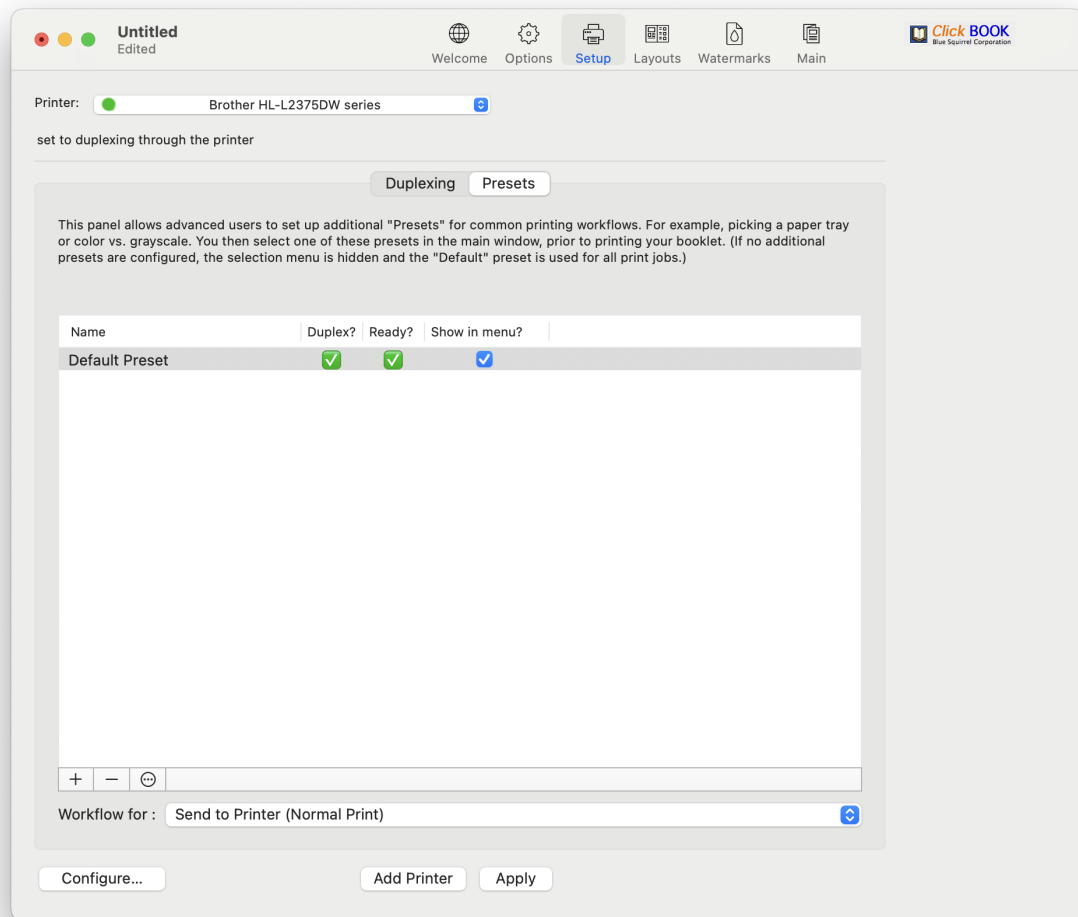 Untitled
Edited
Welcome
Options
Setup
Layouts
Watermarks
Main
Click BOOK
Blue Squirrel Corporation
Printer:
Brother HL-L2375DW series
set to duplexing through the printer
Duplexing
Presets
This panel allows advanced users to set up additional "Presets" for common printing workflows. For example, picking a paper tray
or color vs. grayscale. You then select one of these presets in the main window, prior to printing your booklet. (If no additional
presets are configured, the selection menu is hidden and the "Default" preset is used for all print jobs.)
Name
Duplex?
Ready?
Show in menu?
Default Preset
Workflow for :
Send to Printer (Normal Print)
Configure...
Add Printer
Apply